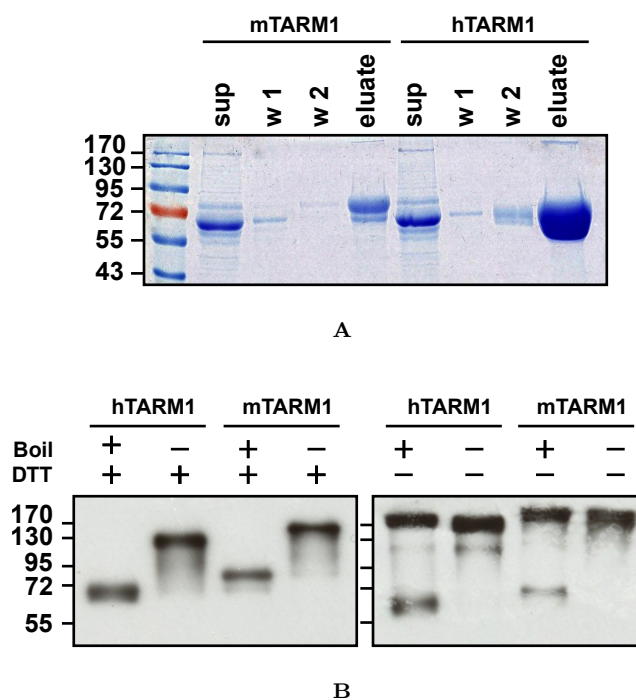 mTARM1 hTARM1
sup w 1 w 2 eluate sup w 1 w 2 eluate
170
130
95
72
55
43
A
hTARM1 mTARM1 hTARM1 mTARM1
Boil + − + − + − + −
DTT + + + + − − − −
170
130
95
72
55
B